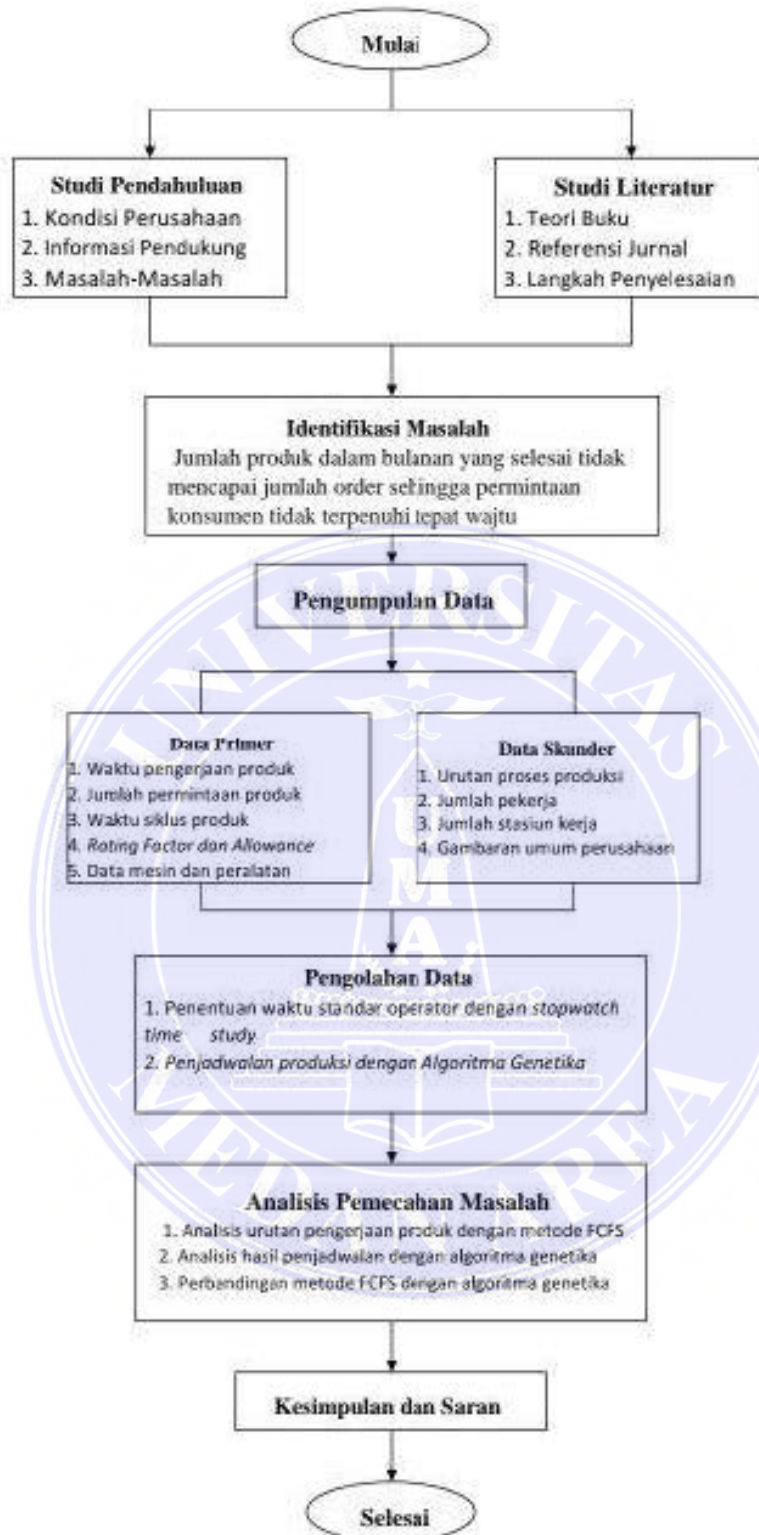 Mulai
Studi Pendahuluan
1. Kondisi Perusahaan
2. Informasi Pendukung
3. Masalah-Masalah
Studi Literatur
1. Teori Buku
2. Referensi Jurnal
3. Langkah Penyelesaian
Identifikasi Masalah
Jumlah produk dalam bulanan yang selesai tidak
mencapai jumlah order sehingga permintaan
konsumen tidak terpenuhi tepat wajtu
Pengumpulan Data
Data Primer
1. Waktu pengerjaan produk
2. Jumlah permintaan produk
3. Waktu siklus produk
4. Rating Factor dan Allowance
5. Data mesin dan peralatan
Data Skunder
1. Urutan proses produksi
2. Jumlah pekerja
3. Jumlah stasiun kerja
4. Gambaran umum perusahaan
Pengolahan Data
1. Penentuan waktu standar operator dengan stopwatch
time study
2. Penjadwalan produksi dengan Algoritma Genetika
Analisis Pemecahan Masalah
1. Analisis urutan pengerjaan produk dengan metode FCFS
2. Analisis hasil penjadwalan dengan algoritma genetika
3. Perbandingan metode FCFS dengan algoritma genetika
Kesimpulan dan Saran
Selesai
UNIVERSITAS
UMA
MEDAN AREA